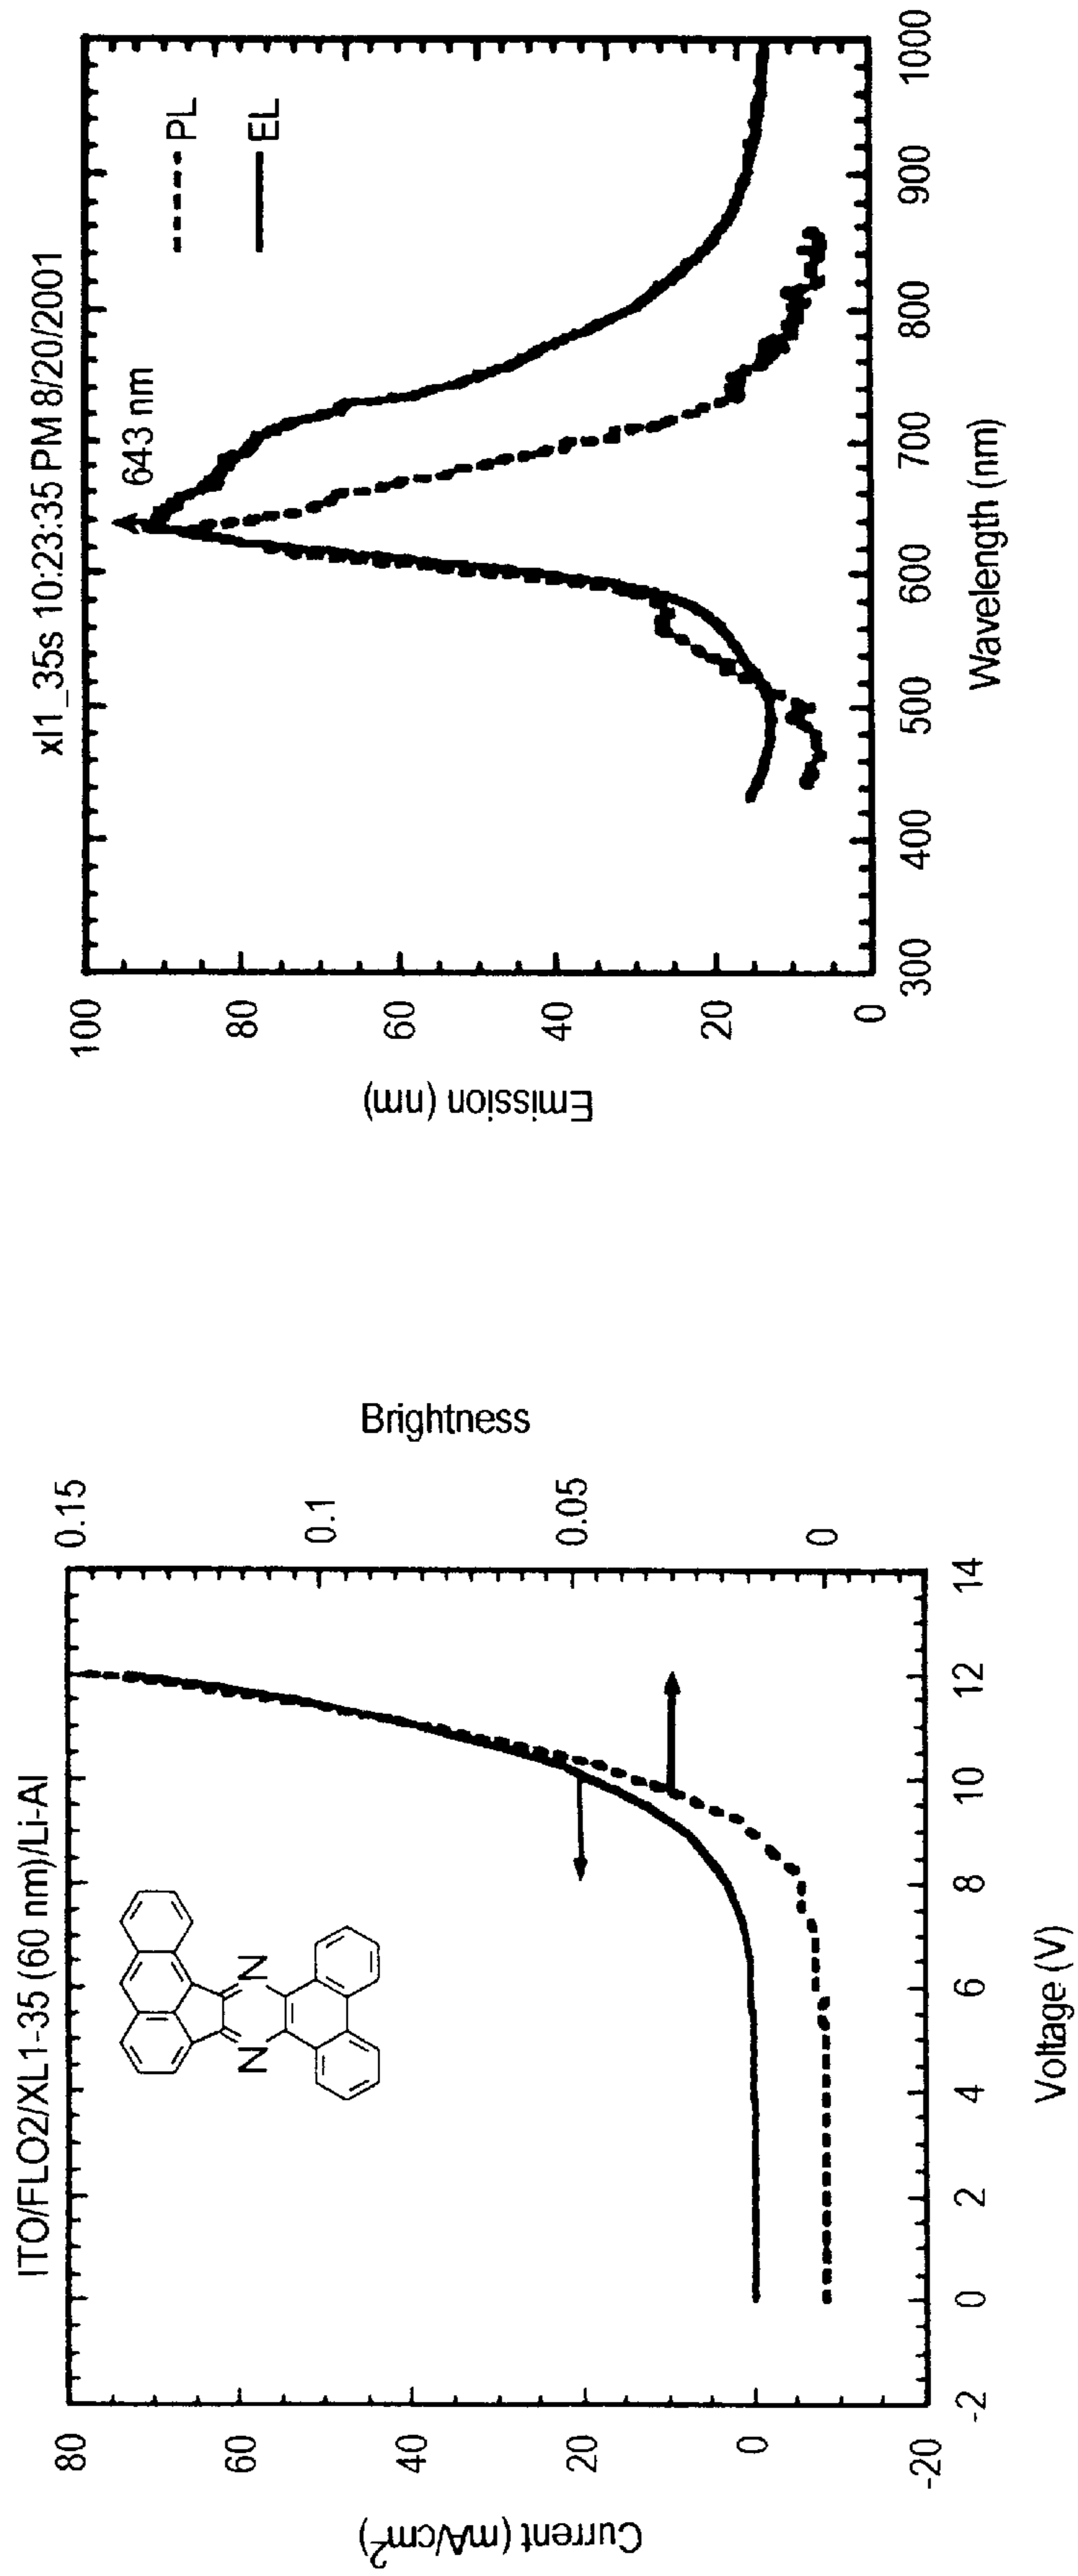 ITO/FLO2/XL1-35 (60 nm)/Li-Al
Current (mA/cm²)
80
60
40
20
0
-20
N
N
-2
0
2
4
6
8
10
12
14
Voltage (V)
0.15
0.1
0.05
0
Brightness
xl1_35s 10:23:35 PM 8/20/2001
Emission (nm)
100
80
60
40
20
0
643 nm
PL
EL
300
400
500
600
700
800
900
1000
Wavelength (nm)